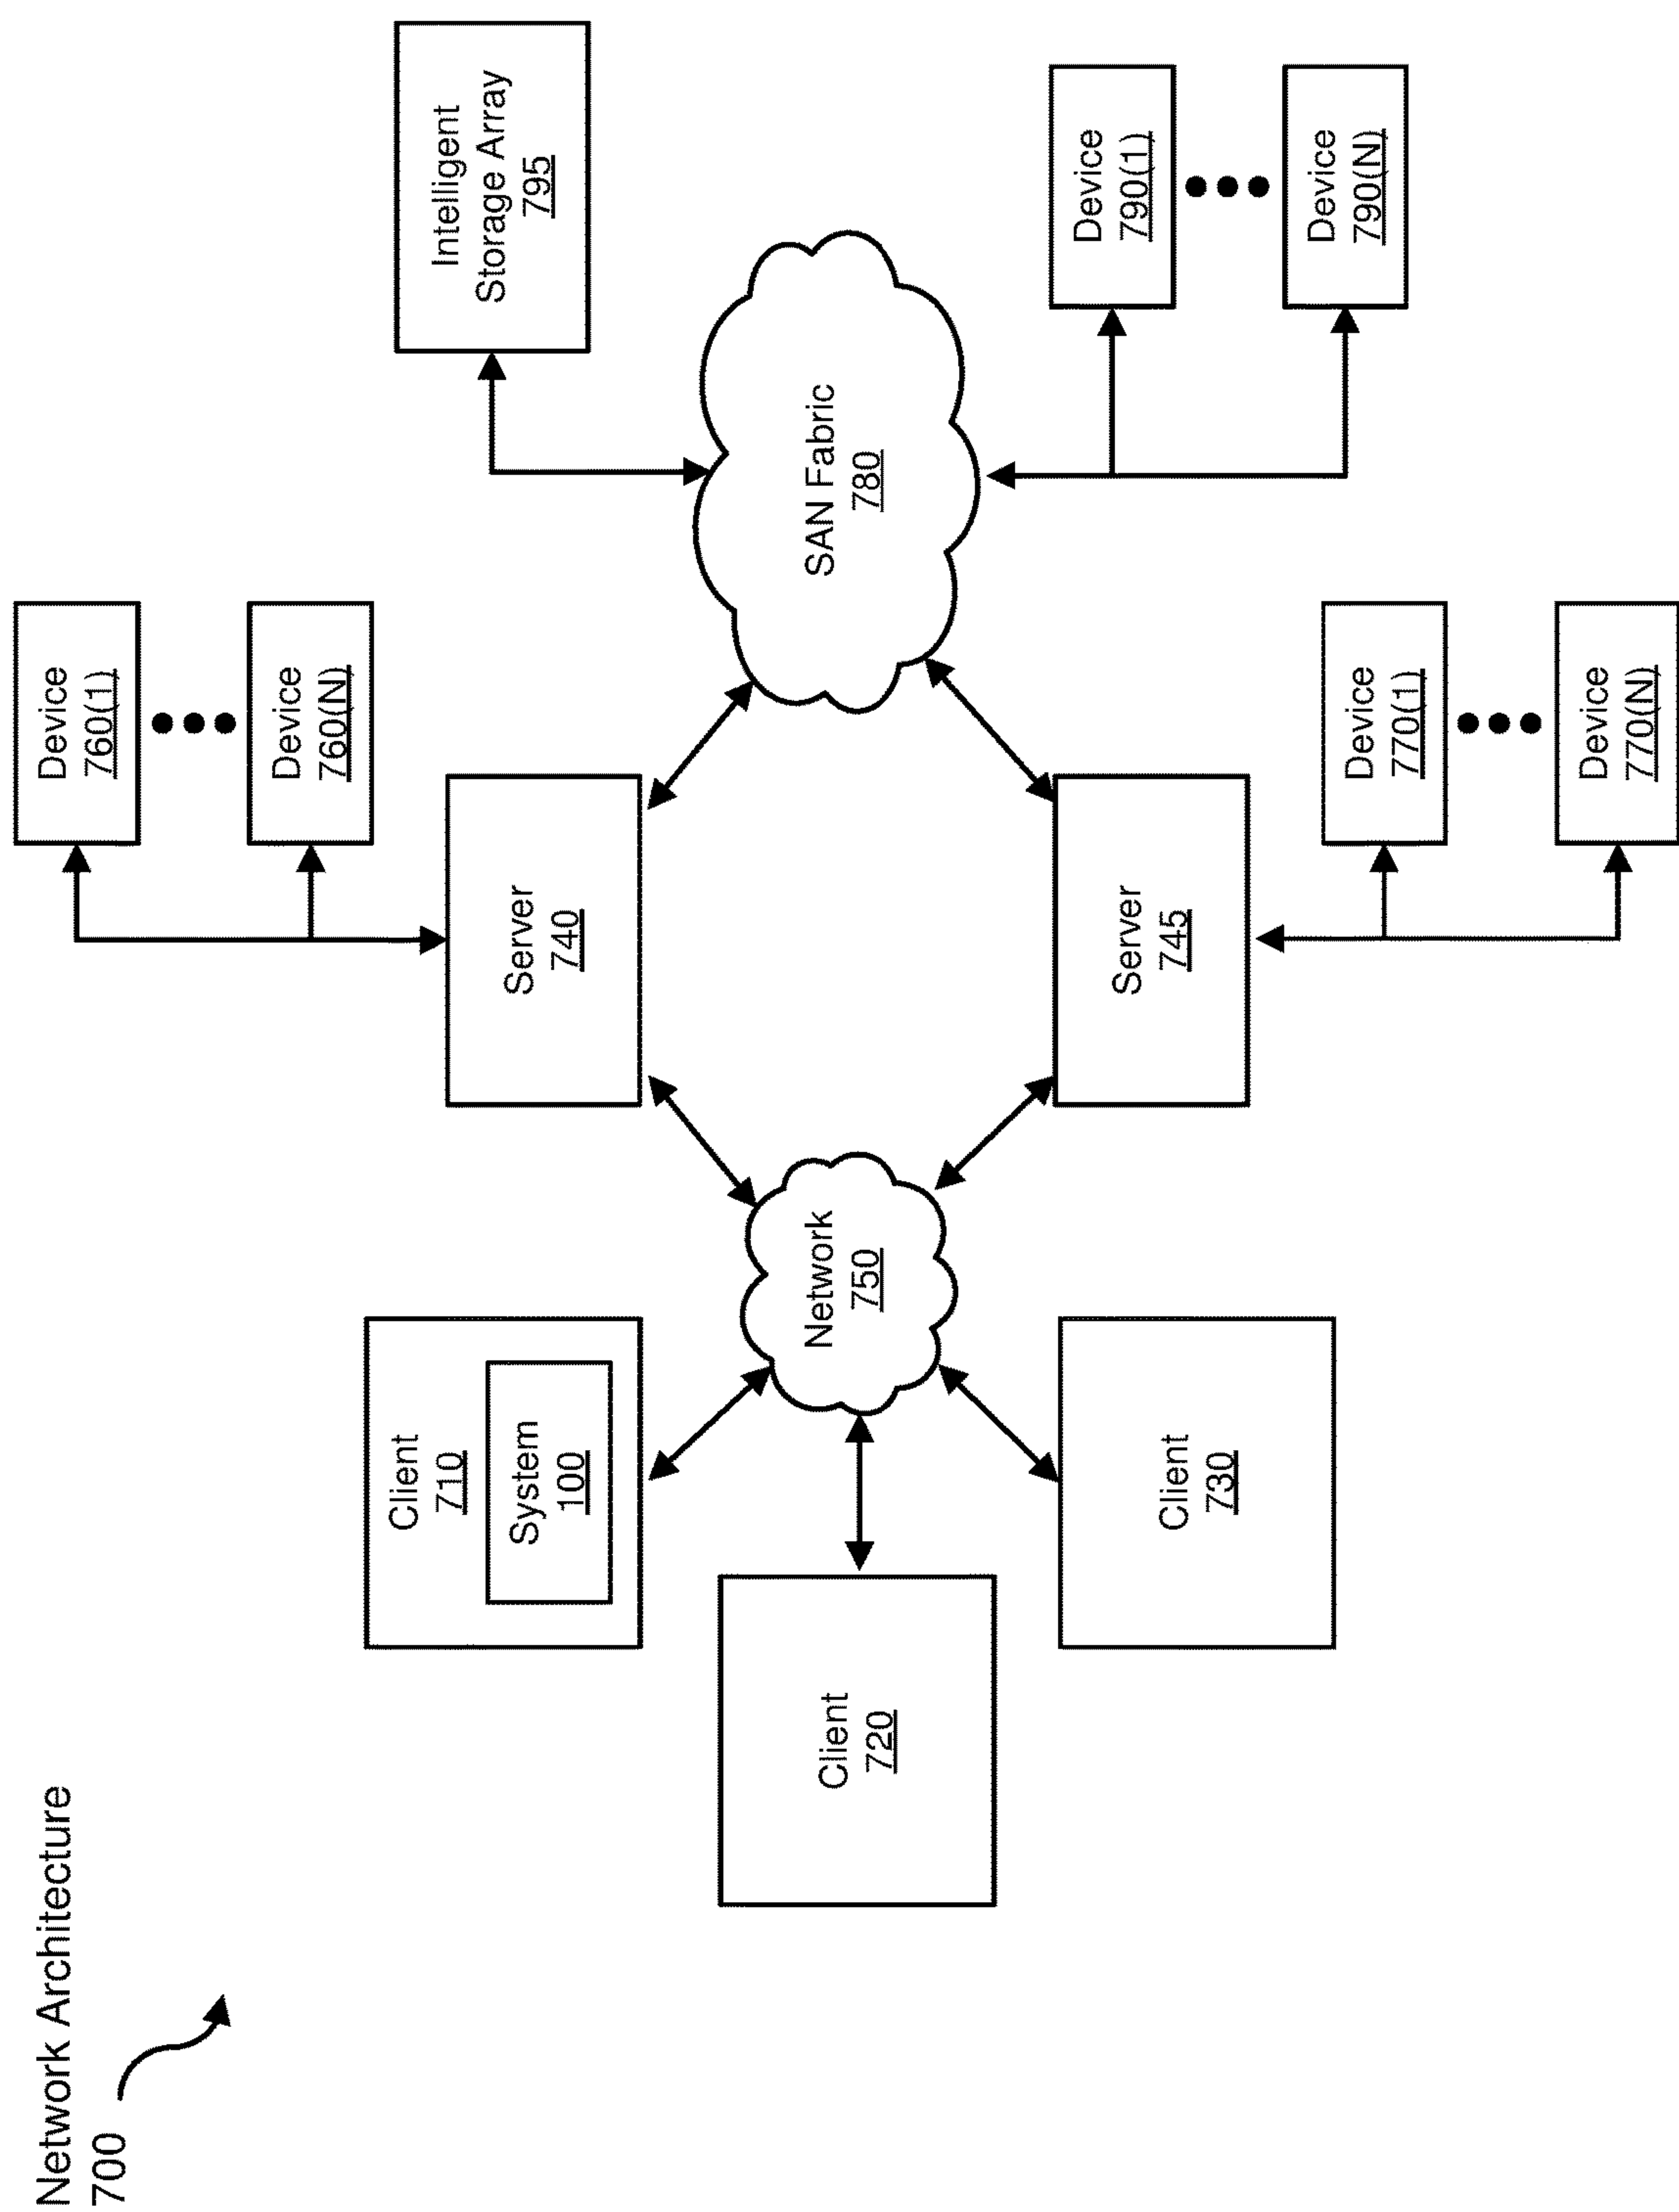 Network Architecture
700
Client
710
System
100
Client
720
Client
730
Network
750
Server
740
Server
745
Device
760(1)
Device
760(N)
Device
770(1)
Device
770(N)
SAN Fabric
780
Intelligent
Storage Array
795
Device
790(1)
Device
790(N)